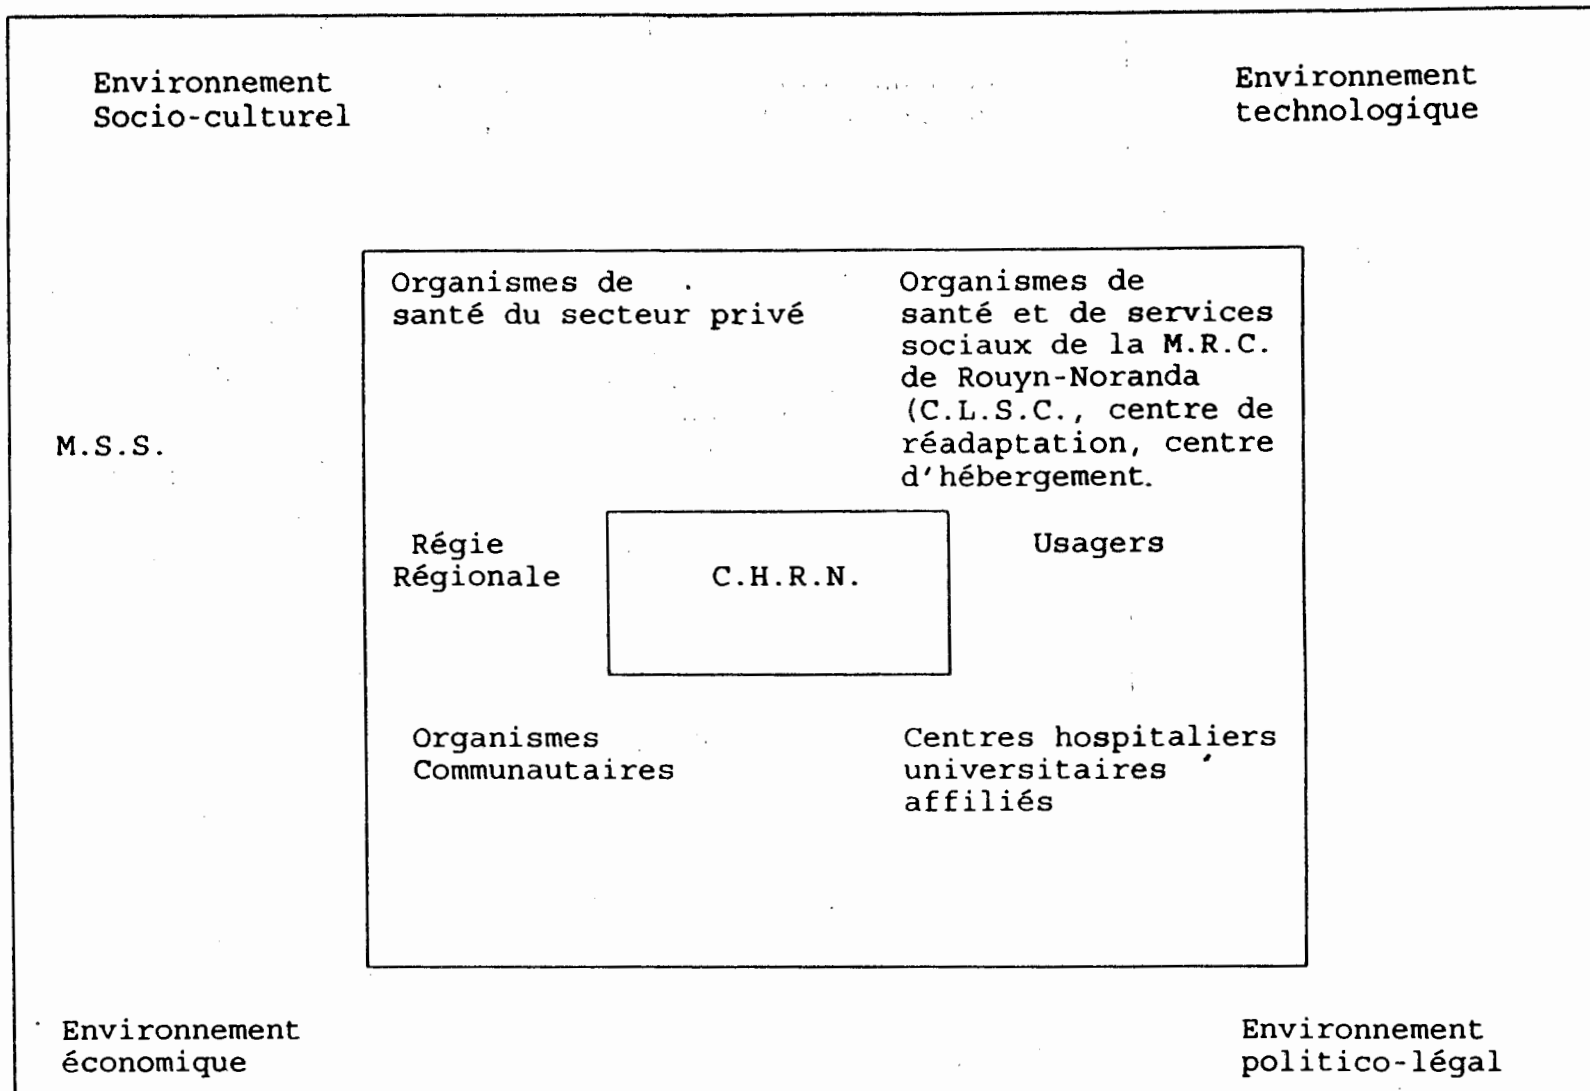 Environnement
Socio-culturel
Environnement
technologique
Organismes de
santé du secteur privé
Organismes de
santé et de services
sociaux de la M.R.C.
de Rouyn-Noranda
(C.L.S.C., centre de
réadaptation, centre
d'hébergement.
M.S.S.
Régie
Régionale
C.H.R.N.
Usagers
Organismes
Communautaires
Centres hospitaliers
universitaires
affiliés
Environnement
économique
Environnement
politico-légal